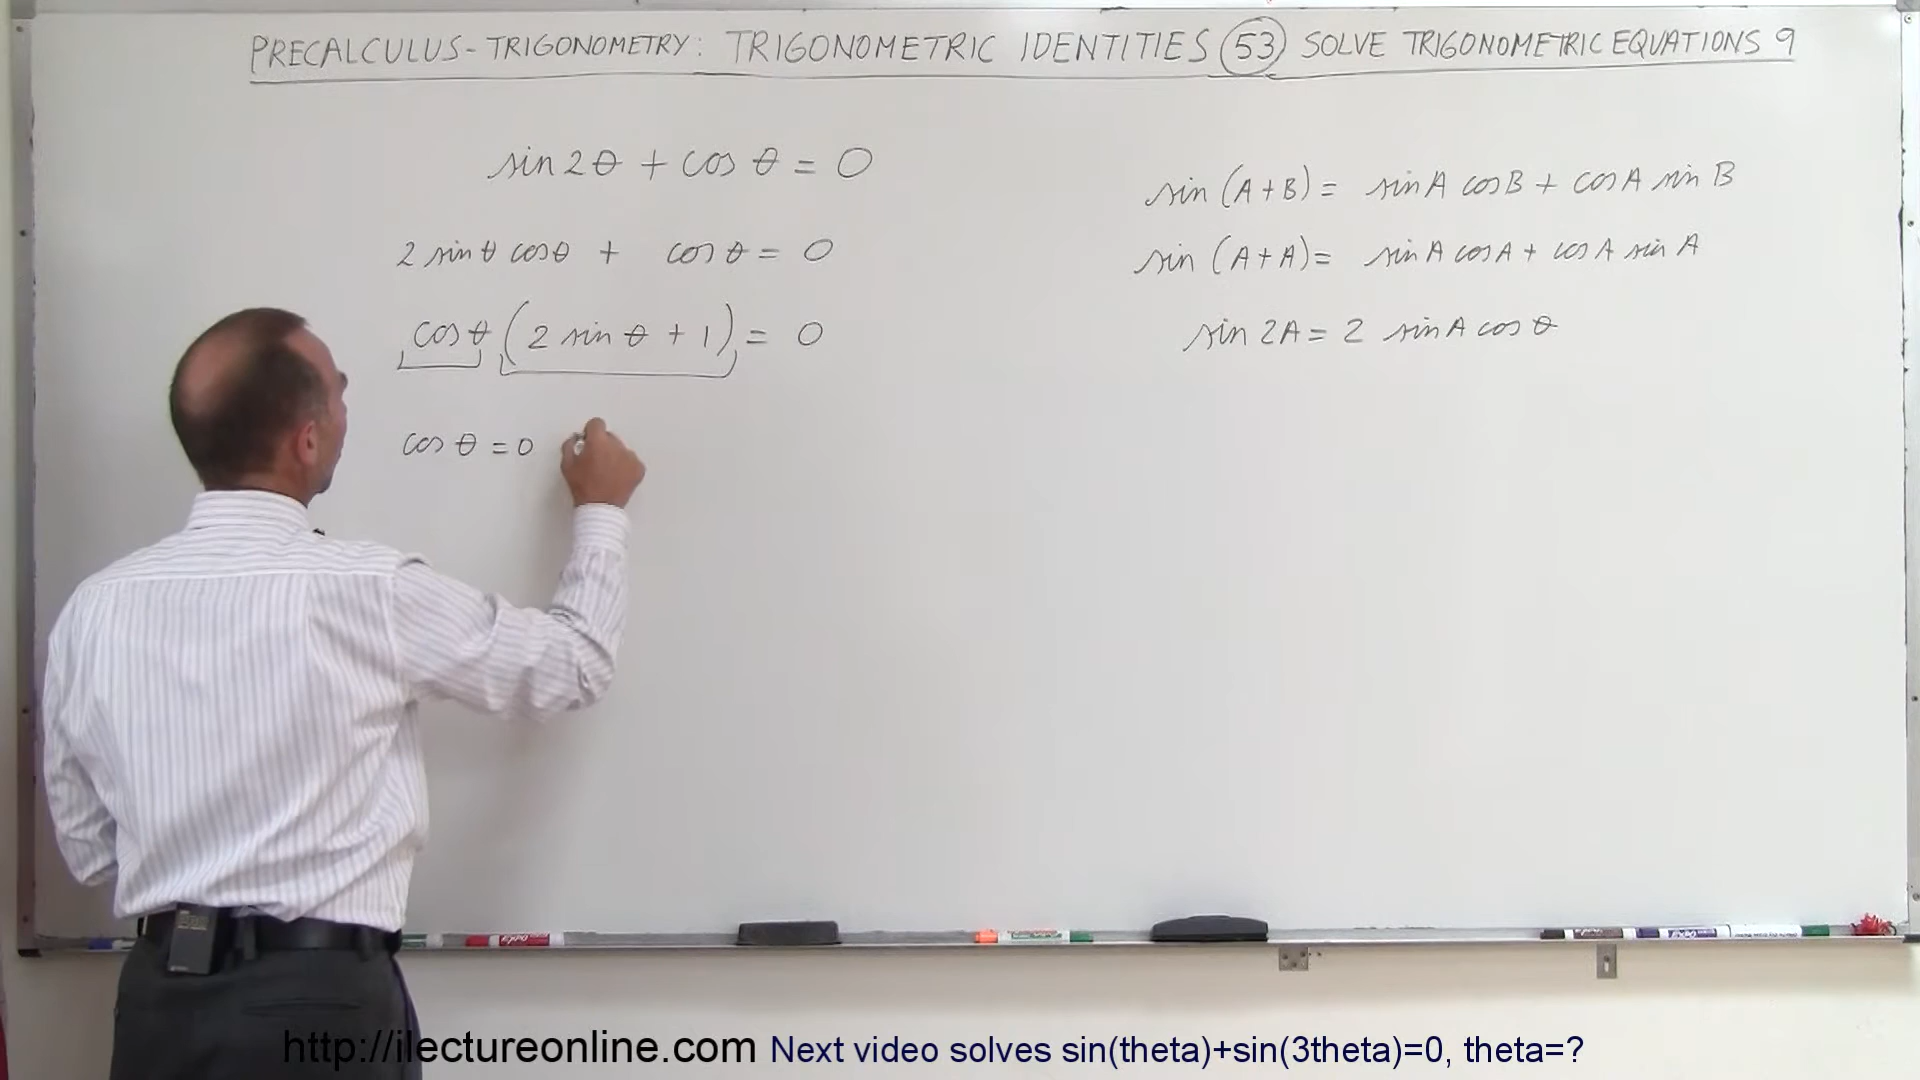 PRECALCULUS - TRIGONOMETRY: TRIGONOMETRIC IDENTITIES 53 SOLVE TRIGONOMETRIC EQUATIONS 9
sin 2θ + cos θ = 0
2 sin θ cos θ + cos θ = 0
cos θ (2 sin θ + 1) = 0
cos θ = 0
sin (A + B) = sin A cos B + cos A sin B
sin (A + A) = sin A cos A + cos A sin A
sin 2A = 2 sin A cos θ
http://ilectureonline.com Next video solves sin(theta)+sin(3theta)=0, theta=?